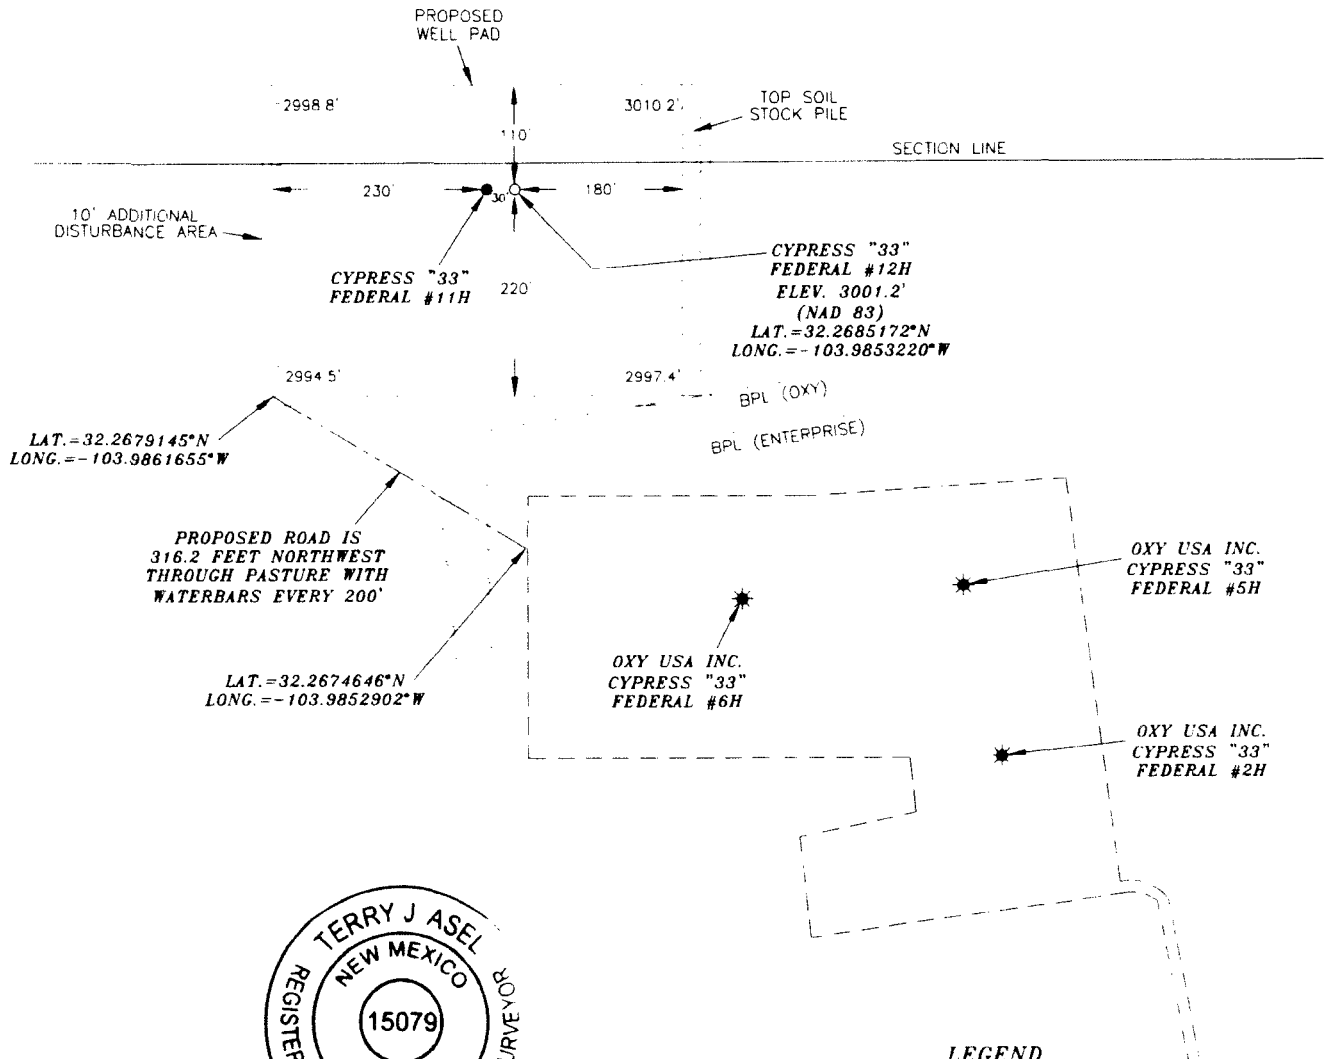 PROPOSED
WELL PAD
2998.8'
3010.2'
TOP SOIL
STOCK PILE
110'
SECTION LINE
230'
30'
180'
10' ADDITIONAL
DISTURBANCE AREA
CYPRESS "33"
FEDERAL #11H
220'
CYPRESS "33"
FEDERAL #12H
ELEV. 3001.2'
(NAD 83)
LAT.=32.2685172°N
LONG.=-103.9853220°W
2994.5'
2997.4'
BPL (OXY)
BPL (ENTERPRISE)
LAT.=32.2679145°N
LONG.=-103.9861655°W
PROPOSED ROAD IS
316.2 FEET NORTHWEST
THROUGH PASTURE WITH
WATERBARS EVERY 200'
OXY USA INC.
CYPRESS "33"
FEDERAL #5H
OXY USA INC.
CYPRESS "33"
FEDERAL #6H
LAT.=32.2674646°N
LONG.=-103.9852902°W
OXY USA INC.
CYPRESS "33"
FEDERAL #2H
TERRY J ASEL
NEW MEXICO
15079
LEGEND